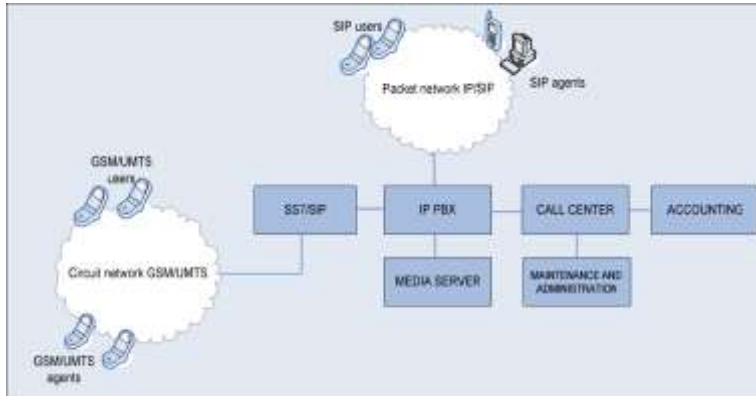 SIP users
Packet network IP/SIP
SIP agents
GSM/UMTS
users
SS7/SIP
IP PBX
CALL CENTER
ACCOUNTING
Circuit network GSM/UMTS
MEDIA SERVER
MAINTENANCE AND
ADMINISTRATION
GSM/UMTS
agents